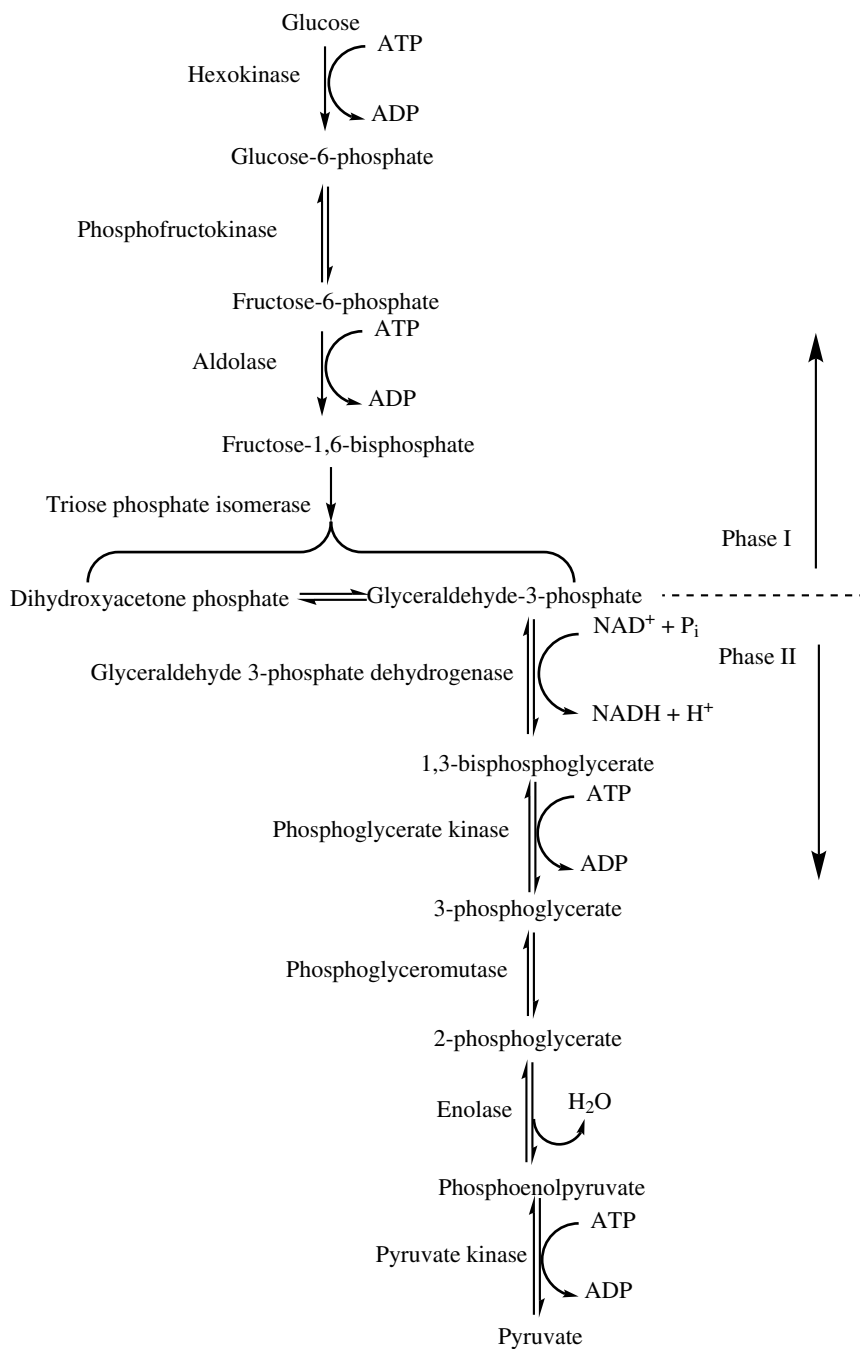 Glucose
ATP
Hexokinase
ADP
Glucose-6-phosphate
Phosphofructokinase
Fructose-6-phosphate
ATP
Aldolase
ADP
Fructose-1,6-bisphosphate
Triose phosphate isomerase
Phase I
Dihydroxyacetone phosphate
Glyceraldehyde-3-phosphate
NAD⁺ + Pᵢ
Phase II
Glyceraldehyde 3-phosphate dehydrogenase
NADH + H⁺
1,3-bisphosphoglycerate
ATP
Phosphoglycerate kinase
ADP
3-phosphoglycerate
Phosphoglyceromutase
2-phosphoglycerate
Enolase
H₂O
Phosphoenolpyruvate
ATP
Pyruvate kinase
ADP
Pyruvate